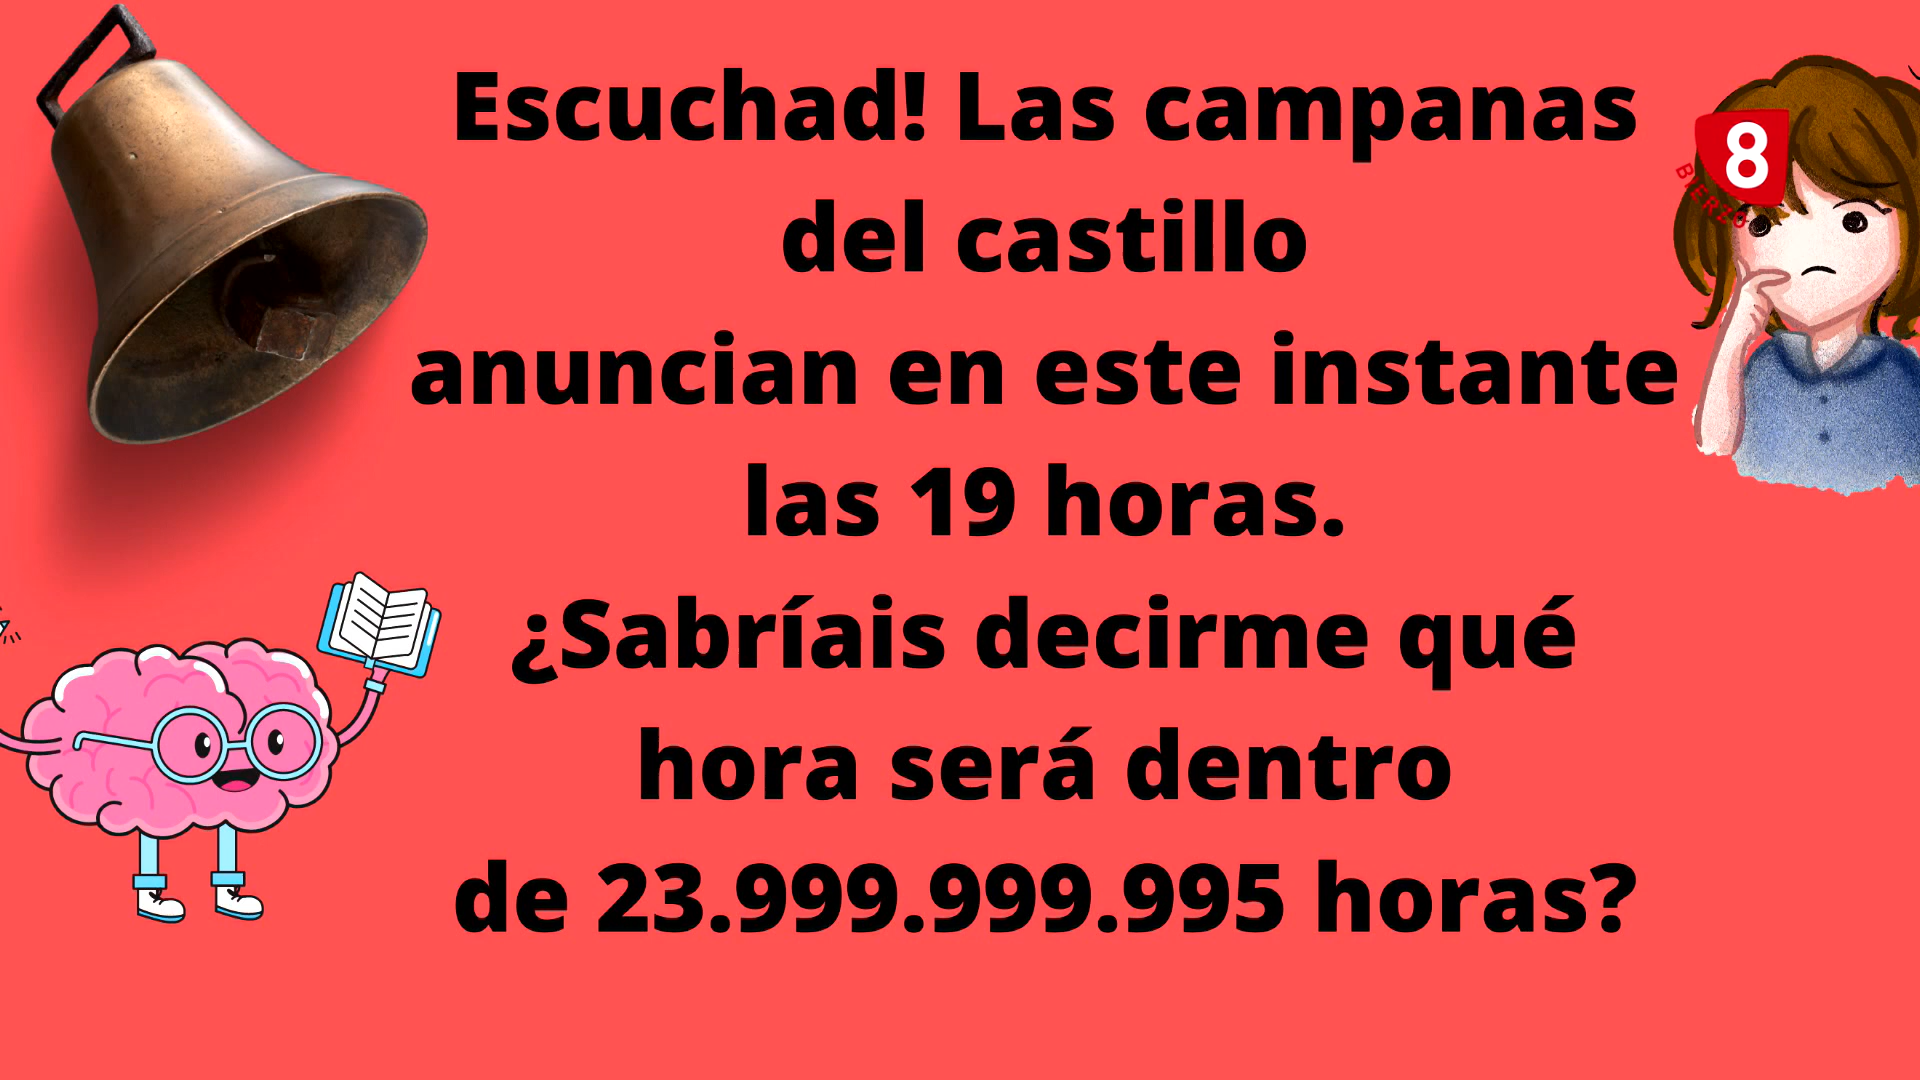 Escuchad! Las campanas
del castillo
anuncian en este instante
las 19 horas.
¿Sabríais decirme qué
hora será dentro
de 23.999.999.995 horas?
8
BIERZO